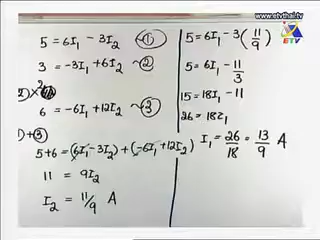 www.etvthai.tv
ETV
5 = 6I₁ - 3I₂ ①
3 = -3I₁ + 6I₂ ~②
②×2
6 = -6I₁ + 12I₂ ~③
①+③
5+6 = (6I₁ - 3I₂) + (-6I₁ + 12I₂)
11 = 9I₂
I₂ = 11/9 A
5 = 6I₁ - 3(11/9)
5 = 6I₁ - 11/3
15 = 18I₁ - 11
26 = 18I₁
I₁ = 26/18 = 13/9 A